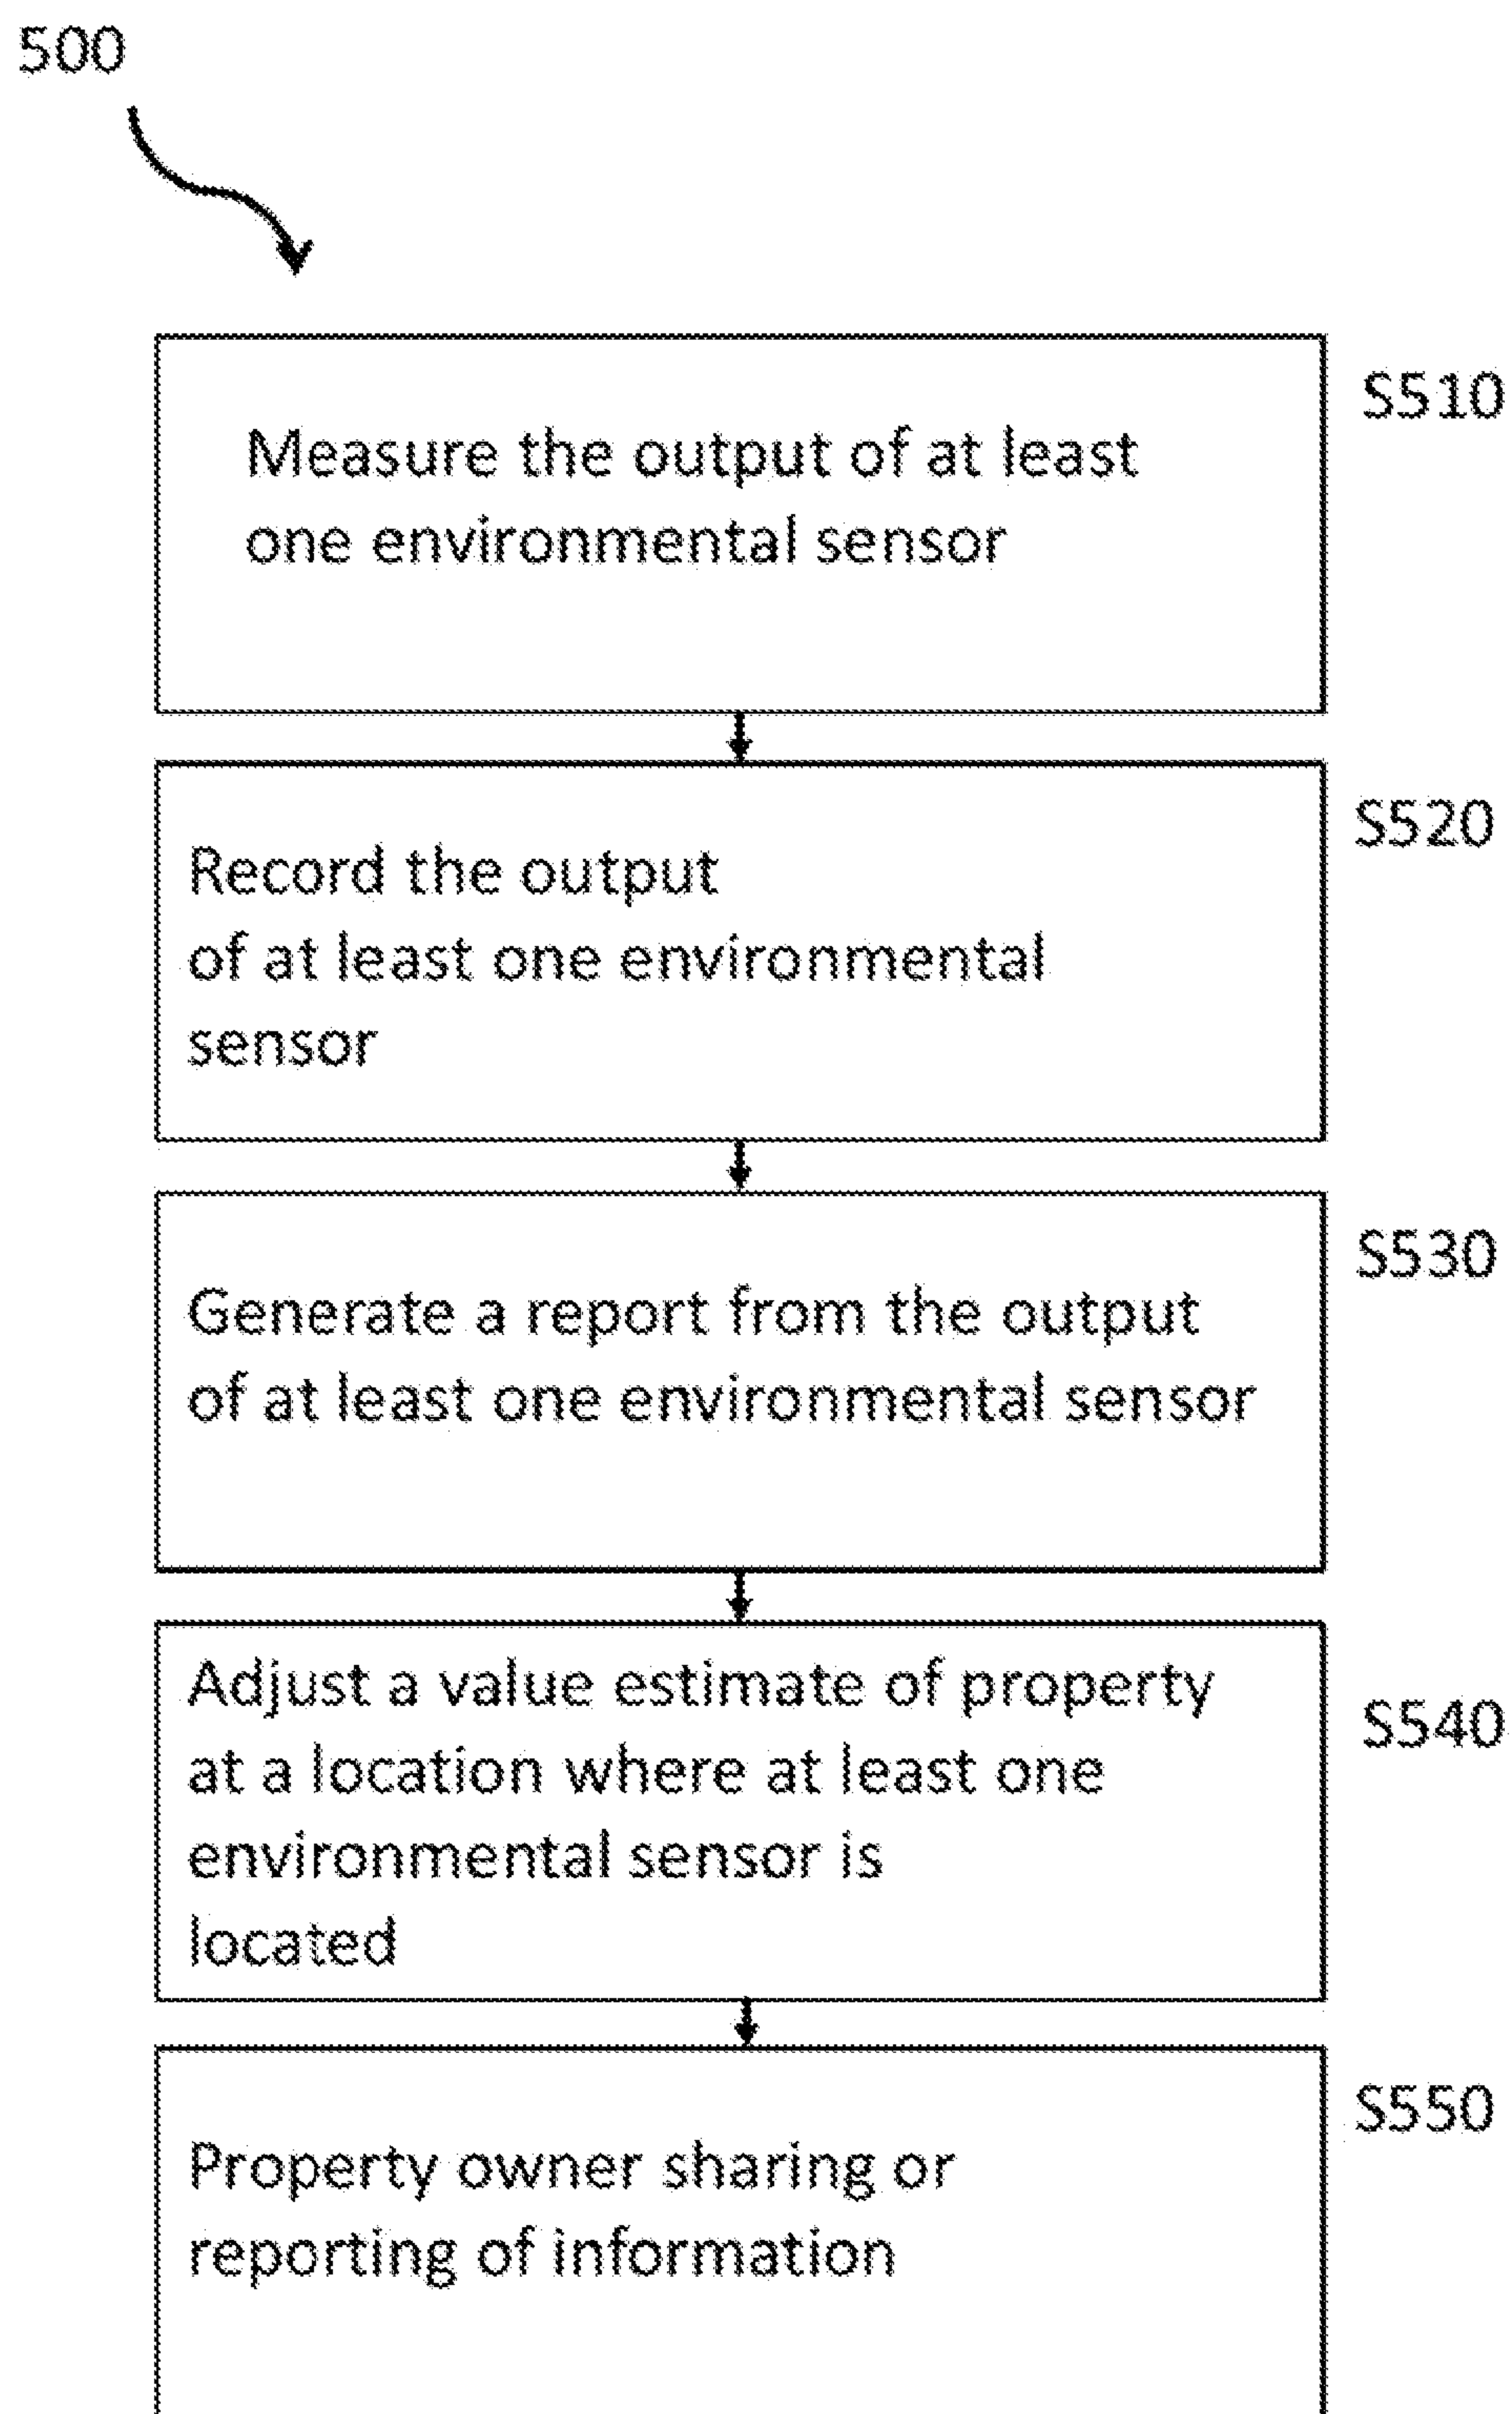 500
S510
Measure the output of at least
one environmental sensor
S520
Record the output
of at least one environmental
sensor
S530
Generate a report from the output
of at least one environmental sensor
S540
Adjust a value estimate of property
at a location where at least one
environmental sensor is
located
S550
Property owner sharing or
reporting of information